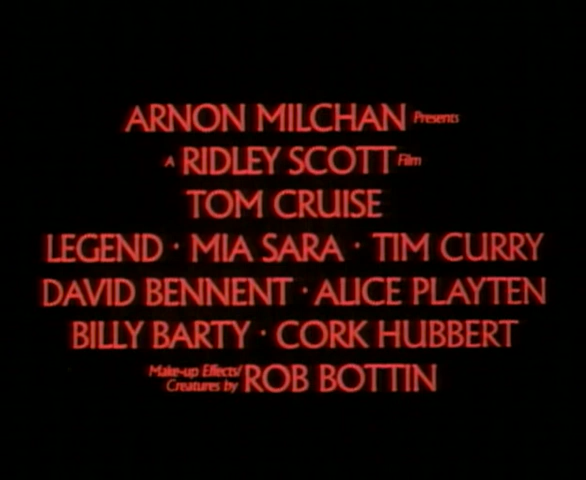 ARNON MILCHAN Presents
A RIDLEY SCOTT Film
TOM CRUISE
LEGEND · MIA SARA · TIM CURRY
DAVID BENNENT · ALICE PLAYTEN
BILLY BARTY · CORK HUBBERT
Make-up Effects/
Creatures by ROB BOTTIN